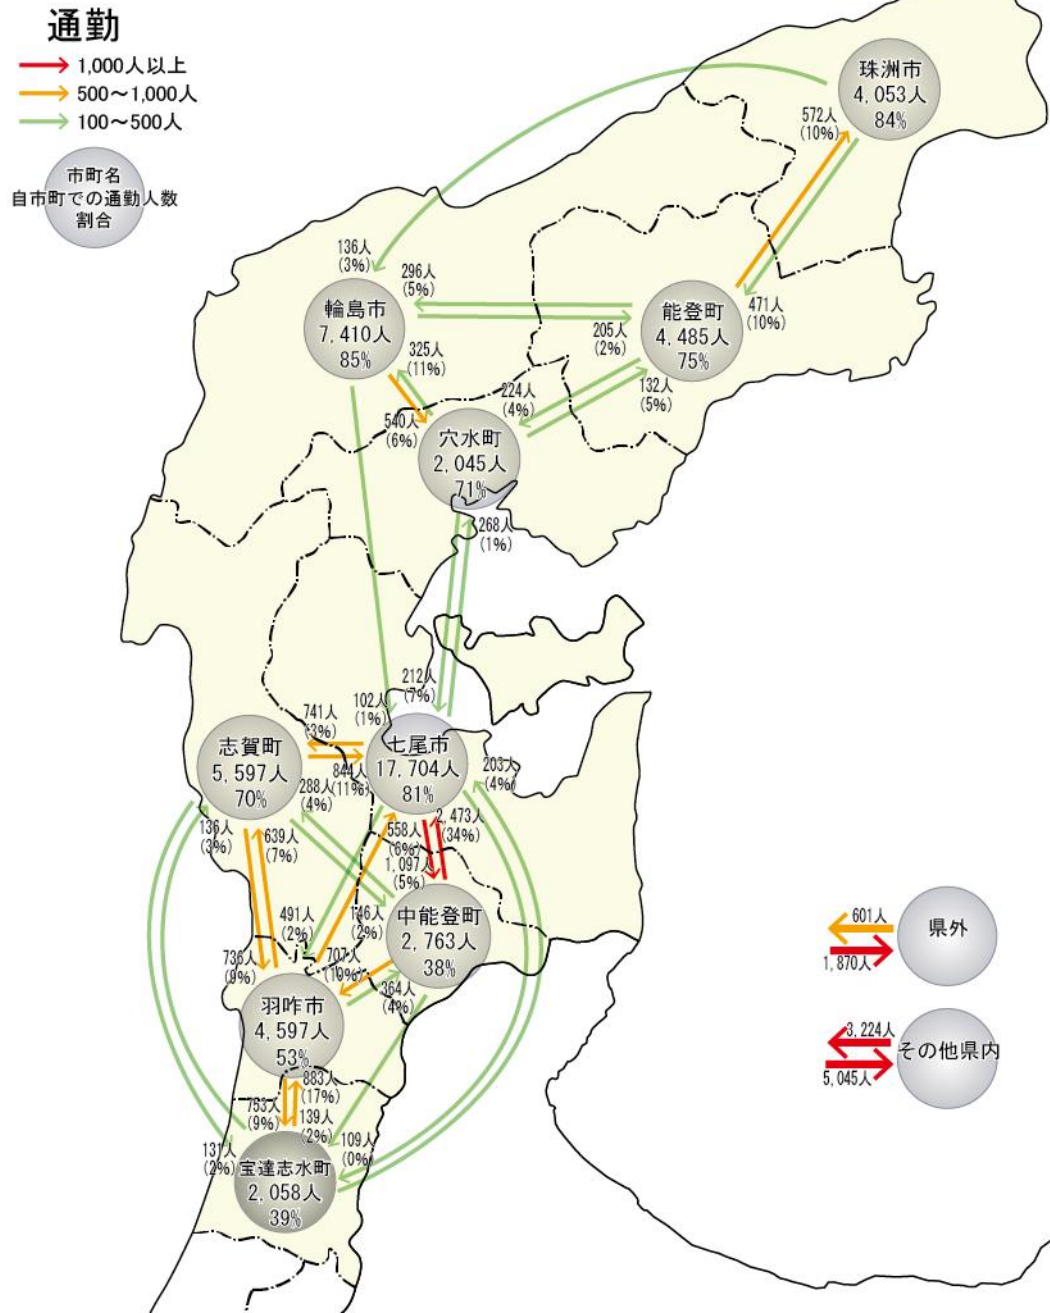 通勤
1,000人以上
500～1,000人
100～500人
市町名
自市町での通勤人数
割合
珠洲市
4,053人
84%
572人
(10%)
136人
(3%)
296人
(5%)
輪島市
7,410人
85%
能登町
4,485人
75%
471人
(10%)
205人
(2%)
325人
(11%)
224人
(4%)
132人
(5%)
540人
(6%)
穴水町
2,045人
71%
268人
(1%)
212人
(7%)
102人
(1%)
741人
(3%)
志賀町
5,597人
70%
七尾市
17,704人
81%
844人
(11%)
203人
(4%)
288人
(4%)
136人
(3%)
639人
(7%)
558人
(6%)
2,473人
(34%)
1,097人
(5%)
491人
(2%)
146人
(2%)
中能登町
2,763人
38%
736人
(9%)
707人
(10%)
364人
(4%)
羽咋市
4,597人
53%
883人
(17%)
753人
(9%)
139人
(2%)
109人
(0%)
131人
(2%)
宝達志水町
2,058人
39%
601人
県外
1,870人
3,224人
その他県内
5,045人